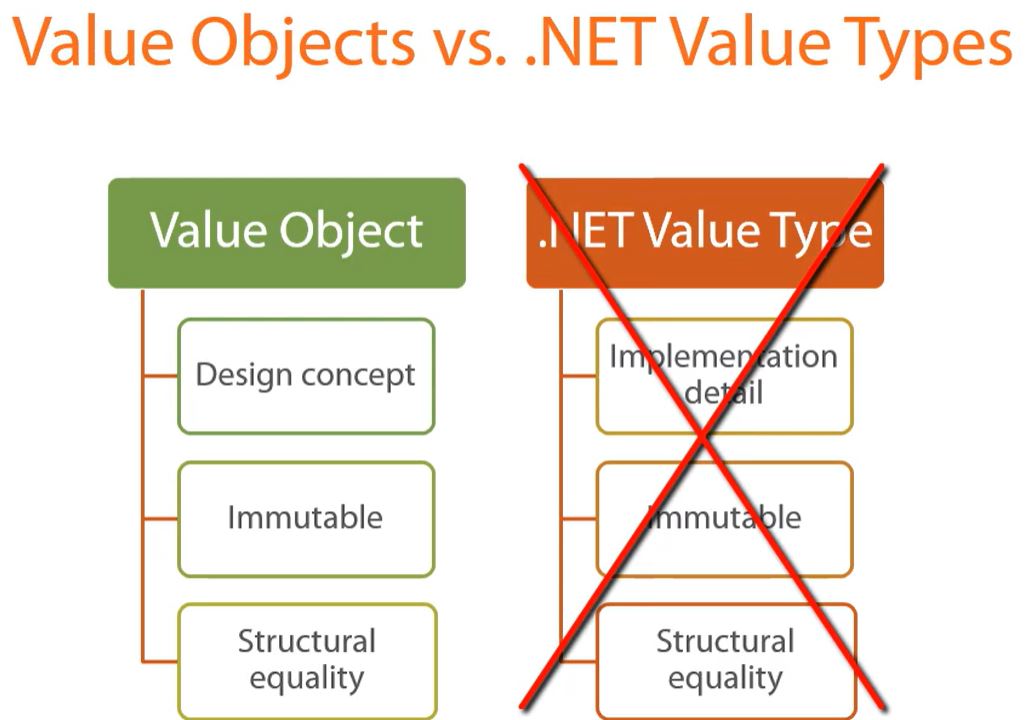 Value Objects vs. .NET Value Types
Value Object
Design concept
Immutable
Structural
equality
.NET Value Type
Implementation
detail
Immutable
Structural
equality